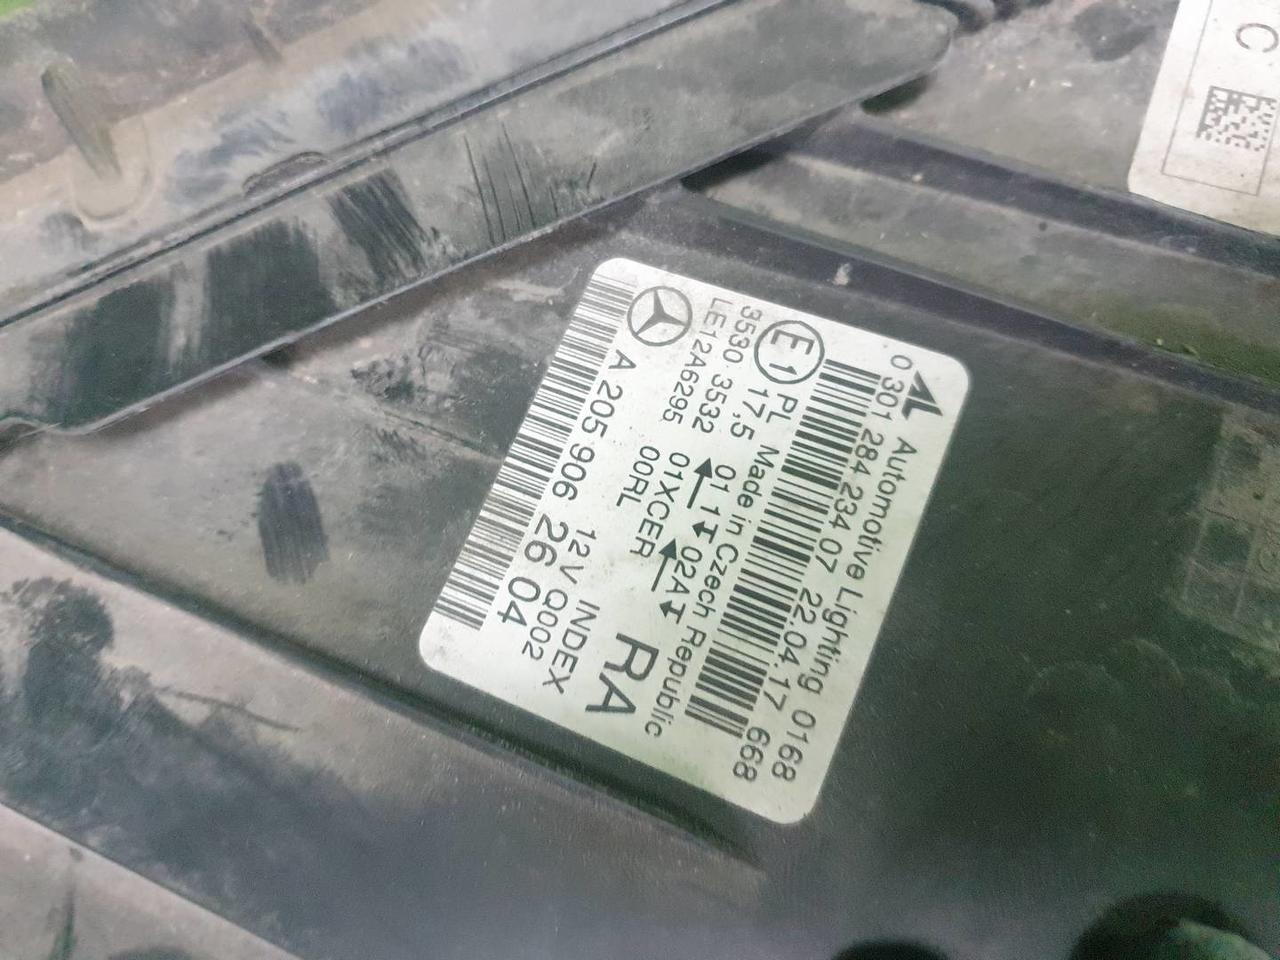 Automotive Lighting 0168
0 301 284 234 07 22.04.17 668
E1 PL Made in Czech Republic
17,5 01 1 02A
3530 3532 01XCER RA
LE12A6295 00RL INDEX
12V Q002
A 205 906 26 04
C